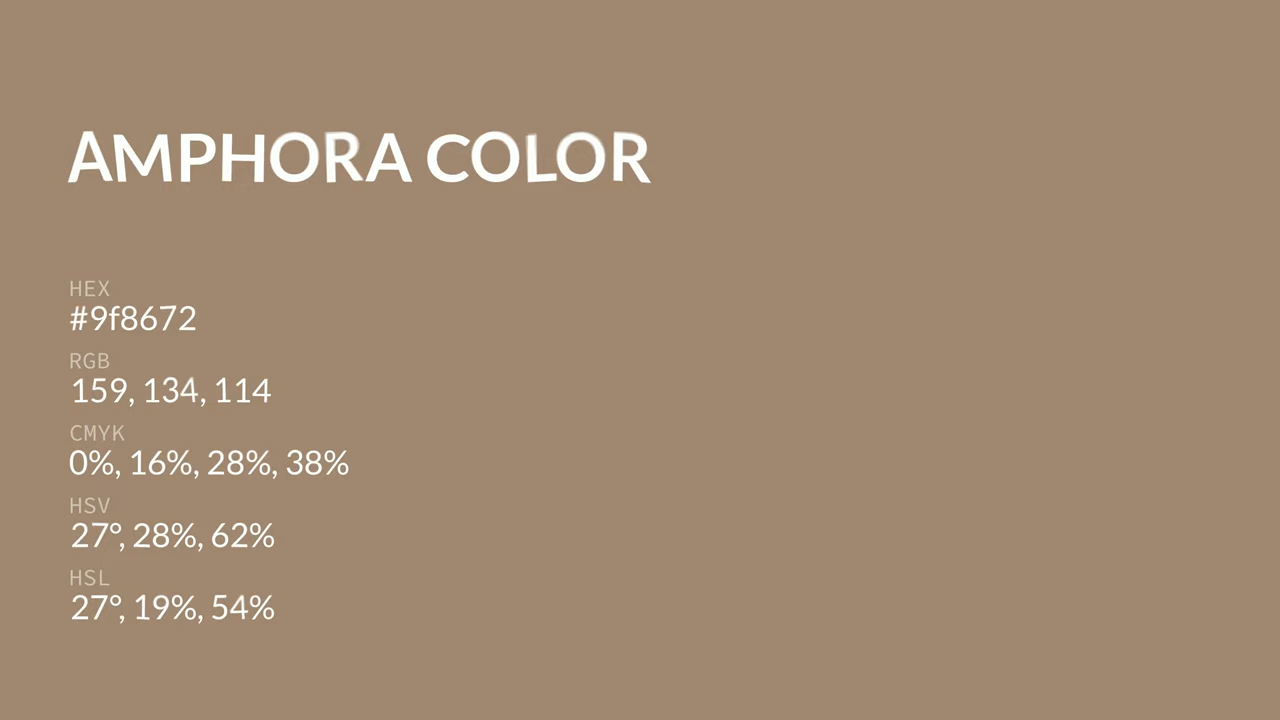 AMPHORA COLOR
HEX
#9f8672
RGB
159, 134, 114
CMYK
0%, 16%, 28%, 38%
HSV
27°, 28%, 62%
HSL
27°, 19%, 54%